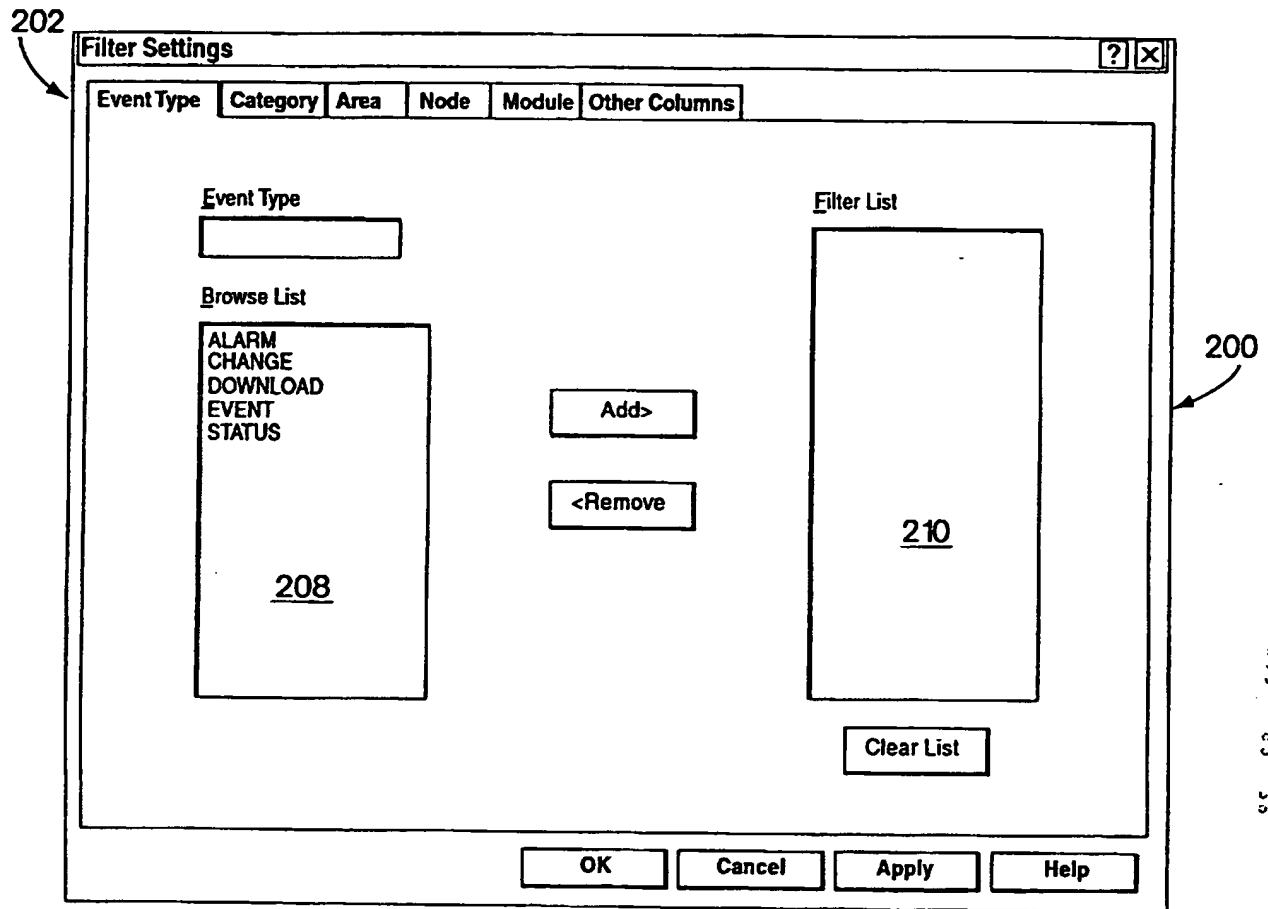 202
Filter Settings ? X
Event Type Category Area Node Module Other Columns
Event Type
Filter List
Browse List
ALARM
CHANGE
DOWNLOAD
EVENT
STATUS
200
Add>
<Remove
210
208
Clear List
OK Cancel Apply Help